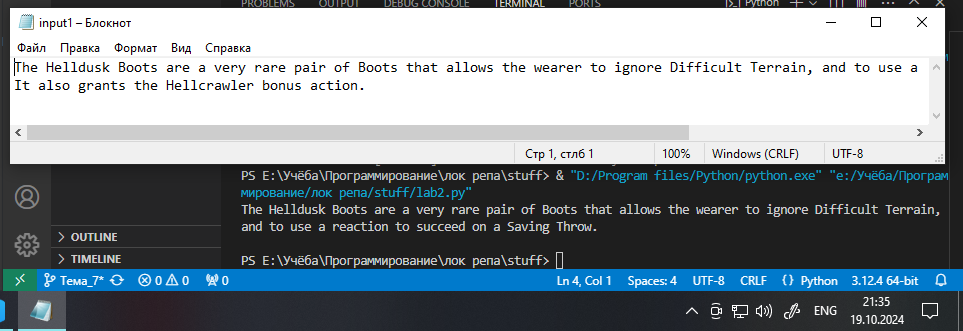 PROBLEMS OUTPUT DEBUG CONSOLE TERMINAL PORTS Python
input1 – Блокнот
Файл Правка Формат Вид Справка
The Helldusk Boots are a very rare pair of Boots that allows the wearer to ignore Difficult Terrain, and to use a
It also grants the Hellcrawler bonus action.
Стр 1, стлб 1 100% Windows (CRLF) UTF-8
PS E:\Учёба\Программирование\лок репа\stuff> & "D:/Program files/Python/python.exe" "e:/Учёба/Програм
мирование/лок репа/stuff/lab2.py"
The Helldusk Boots are a very rare pair of Boots that allows the wearer to ignore Difficult Terrain,
and to use a reaction to succeed on a Saving Throw.
OUTLINE
TIMELINE
PS E:\Учёба\Программирование\лок репа\stuff>
Тема_7* 0 0 0 Ln 4, Col 1 Spaces: 4 UTF-8 CRLF {} Python 3.12.4 64-bit
ENG 21:35
19.10.2024